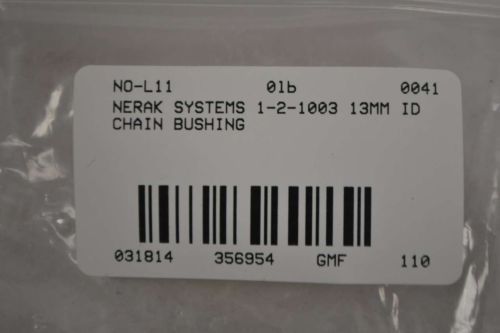 NO-L11 01b 0041
NERAK SYSTEMS 1-2-1003 13MM ID
CHAIN BUSHING
031814 356954 GMF 110